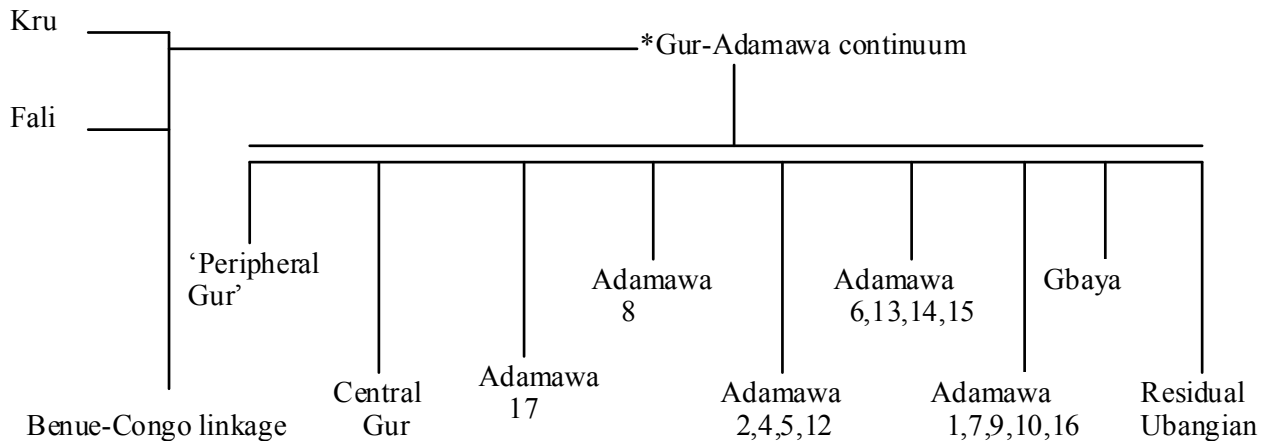 Kru
*Gur-Adamawa continuum
Fali
‘Peripheral
Gur’
Adamawa
8
Adamawa
6,13,14,15
Gbaya
Central
Gur
Adamawa
17
Adamawa
2,4,5,12
Adamawa
1,7,9,10,16
Residual
Ubangian
Benue-Congo linkage